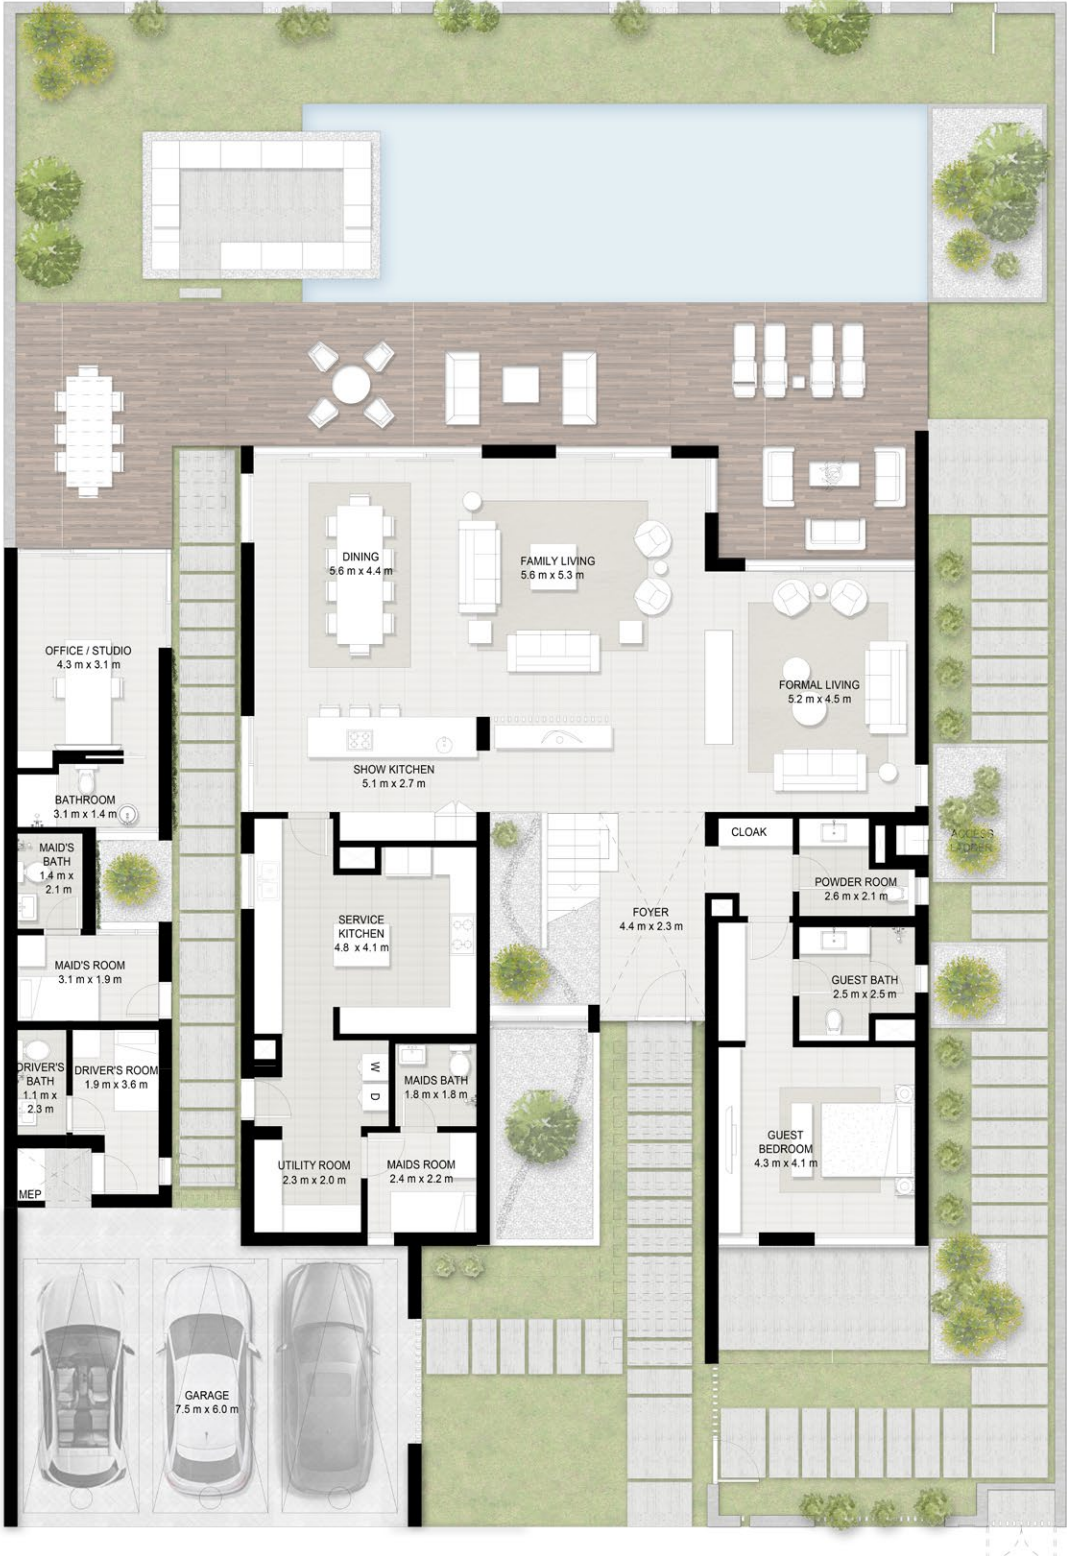 DINING
5.6 m x 4.4 m
FAMILY LIVING
5.6 m x 5.3 m
OFFICE / STUDIO
4.3 m x 3.1 m
FORMAL LIVING
5.2 m x 4.5 m
SHOW KITCHEN
5.1 m x 2.7 m
BATHROOM
3.1 m x 1.4 m
CLOAK
ACCESS
LADDER
MAID'S
BATH
1.4 m x
2.1 m
POWDER ROOM
2.6 m x 2.1 m
SERVICE
KITCHEN
4.8 x 4.1 m
FOYER
4.4 m x 2.3 m
MAID'S ROOM
3.1 m x 1.9 m
GUEST BATH
2.5 m x 2.5 m
DRIVER'S
BATH
1.1 m x
2.3 m
DRIVER'S ROOM
1.9 m x 3.6 m
W
D
MAIDS BATH
1.8 m x 1.8 m
GUEST
BEDROOM
4.3 m x 4.1 m
UTILITY ROOM
2.3 m x 2.0 m
MAIDS ROOM
2.4 m x 2.2 m
MEP
GARAGE
7.5 m x 6.0 m